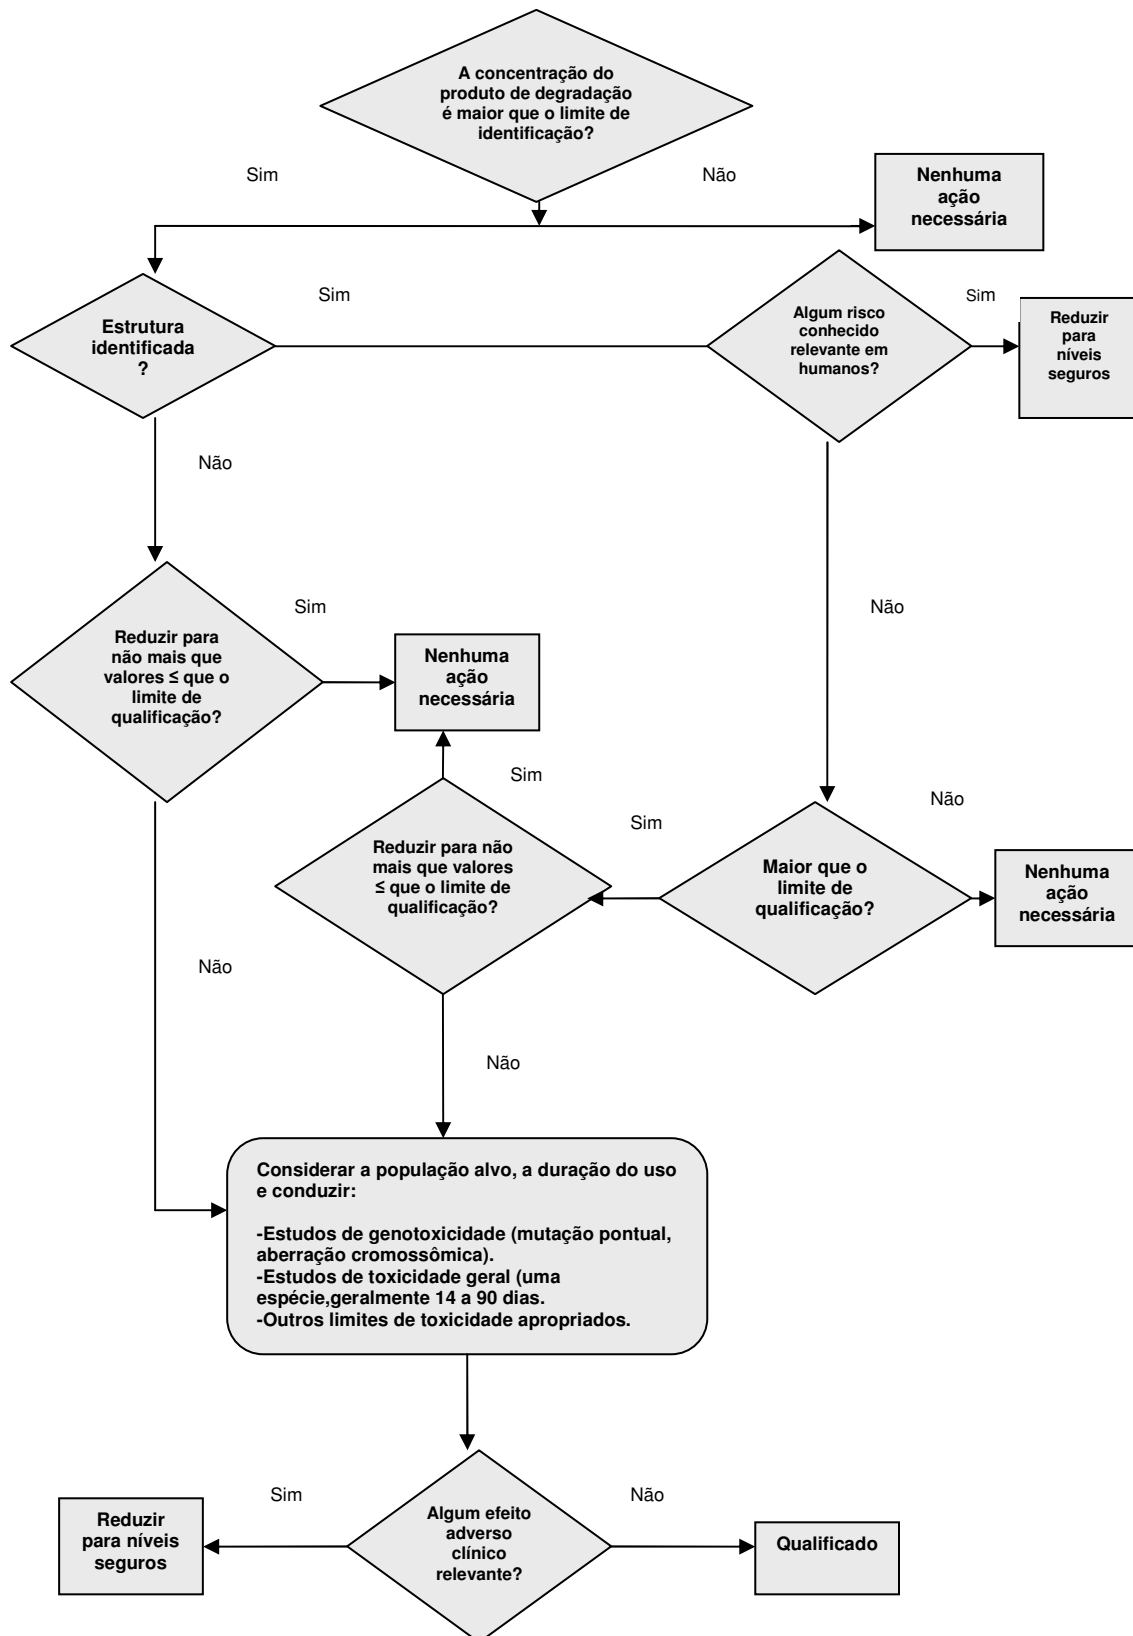 A concentração do
produto de degradação
é maior que o limite de
identificação?
Sim
Não
Nenhuma
ação
necessária
Estrutura
identificada
?
Sim
Algum risco
conhecido
relevante em
humanos?
Sim
Reduzir
para
níveis
seguros
Não
Reduzir para
não mais que
valores ≤ que o
limite de
qualificação?
Sim
Nenhuma
ação
necessária
Não
Sim
Reduzir para não
mais que valores
≤ que o limite de
qualificação?
Sim
Maior que o
limite de
qualificação?
Não
Nenhuma
ação
necessária
Não
Não
Considerar a população alvo, a duração do uso
e conduzir:
-Estudos de genotoxicidade (mutação pontual,
aberração cromossômica).
-Estudos de toxicidade geral (uma
espécie,geralmente 14 a 90 dias.
-Outros limites de toxicidade apropriados.
Sim
Não
Reduzir
para níveis
seguros
Algum efeito
adverso
clínico
relevante?
Qualificado